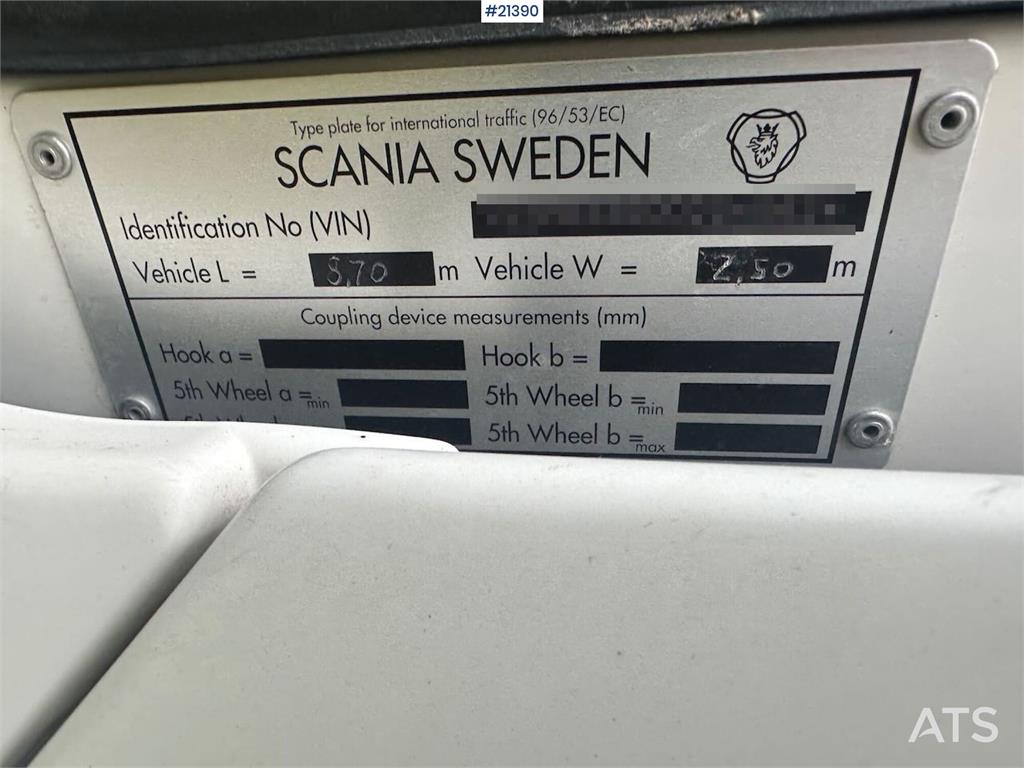 #21390
Type plate for international traffic (96/53/EC)
SCANIA SWEDEN
Identification No (VIN)
Vehicle L = 8,70 m Vehicle W = 2,50 m
Coupling device measurements (mm)
Hook a = Hook b =
5th Wheel a = min 5th Wheel b = min
5th Wheel b = max
ATS